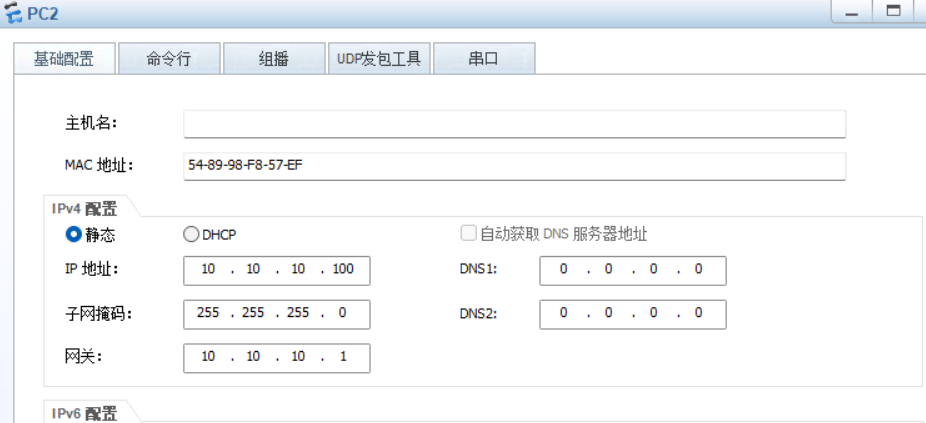 PC2
基础配置 命令行 组播 UDP发包工具 串口
主机名:
MAC 地址: 54-89-98-F8-57-EF
IPv4 配置
静态 DHCP 自动获取 DNS 服务器地址
IP 地址: 10 . 10 . 10 . 100 DNS1: 0 . 0 . 0 . 0
子网掩码: 255 . 255 . 255 . 0 DNS2: 0 . 0 . 0 . 0
网关: 10 . 10 . 10 . 1
IPv6 配置